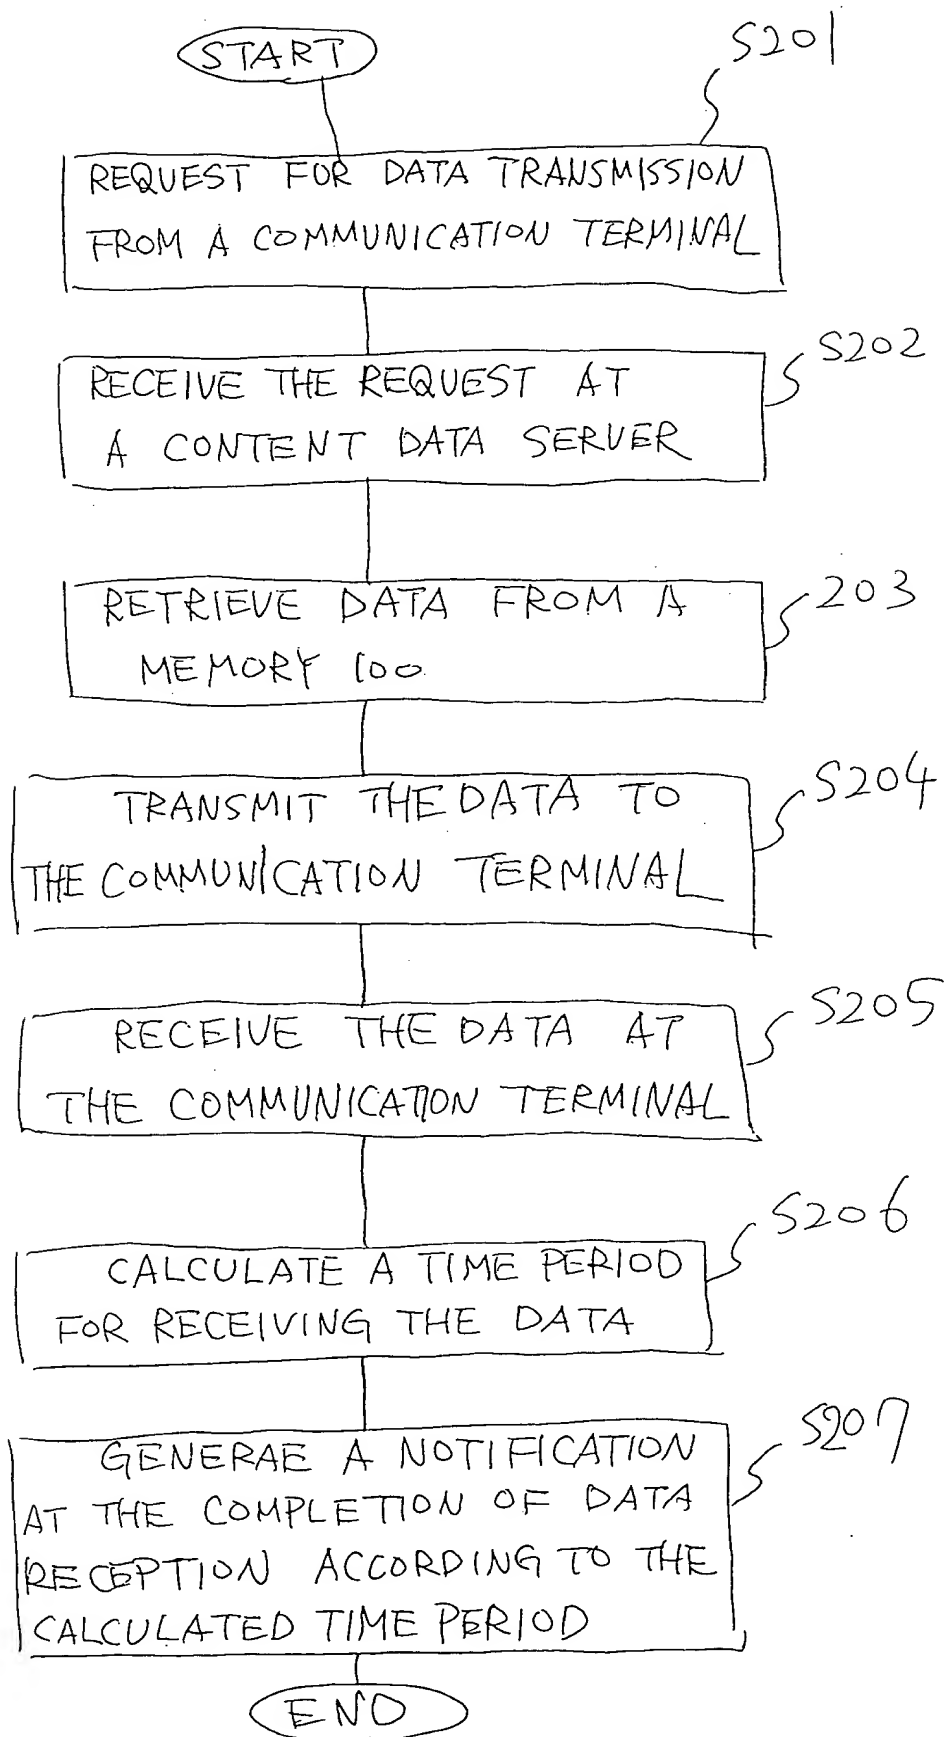 START
S201
REQUEST FOR DATA TRANSMISSION
FROM A COMMUNICATION TERMINAL
S202
RECEIVE THE REQUEST AT
A CONTENT DATA SERVER
203
RETRIEVE DATA FROM A
MEMORY 100
S204
TRANSMIT THE DATA TO
THE COMMUNICATION TERMINAL
S205
RECEIVE THE DATA AT
THE COMMUNICATION TERMINAL
S206
CALCULATE A TIME PERIOD
FOR RECEIVING THE DATA
S207
GENERAE A NOTIFICATION
AT THE COMPLETION OF DATA
RECEPTION ACCORDING TO THE
CALCULATED TIME PERIOD
END